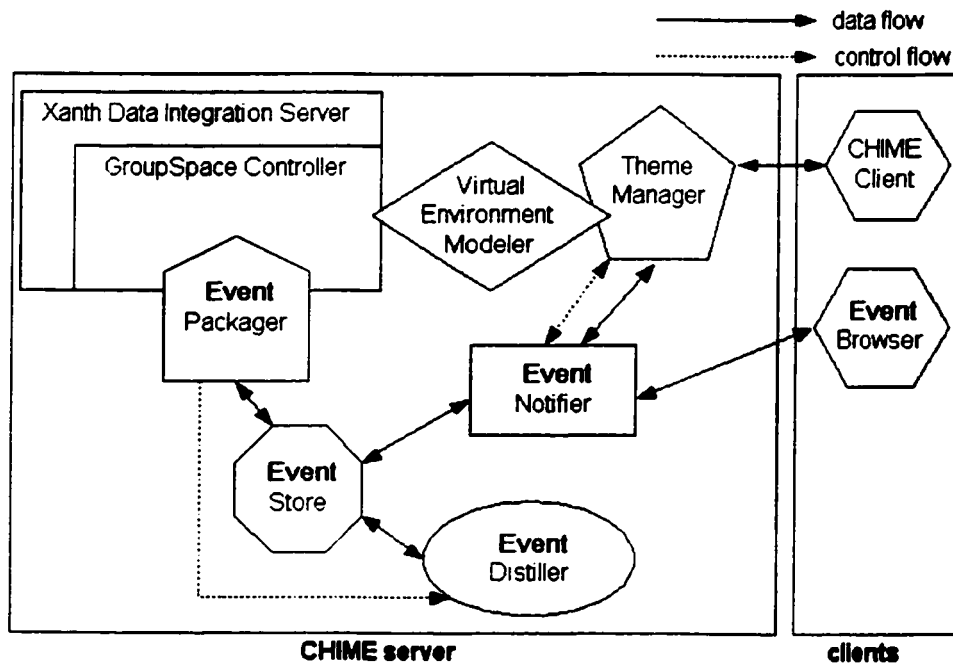 data flow
control flow
Xanth Data Integration Server
GroupSpace Controller
Virtual
Environment
Modeler
Theme
Manager
CHIME
Client
Event
Packager
Event
Notifier
Event
Browser
Event
Store
Event
Distiller
CHIME server
clients